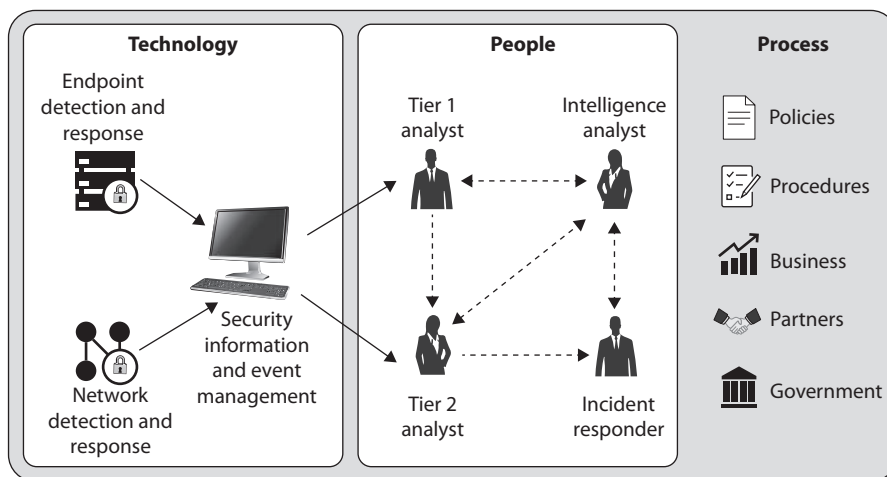 Technology
Endpoint
detection and
response
Security
information
and event
management
Network
detection and
response
People
Tier 1
analyst
Intelligence
analyst
Tier 2
analyst
Incident
responder
Process
Policies
Procedures
Business
Partners
Government